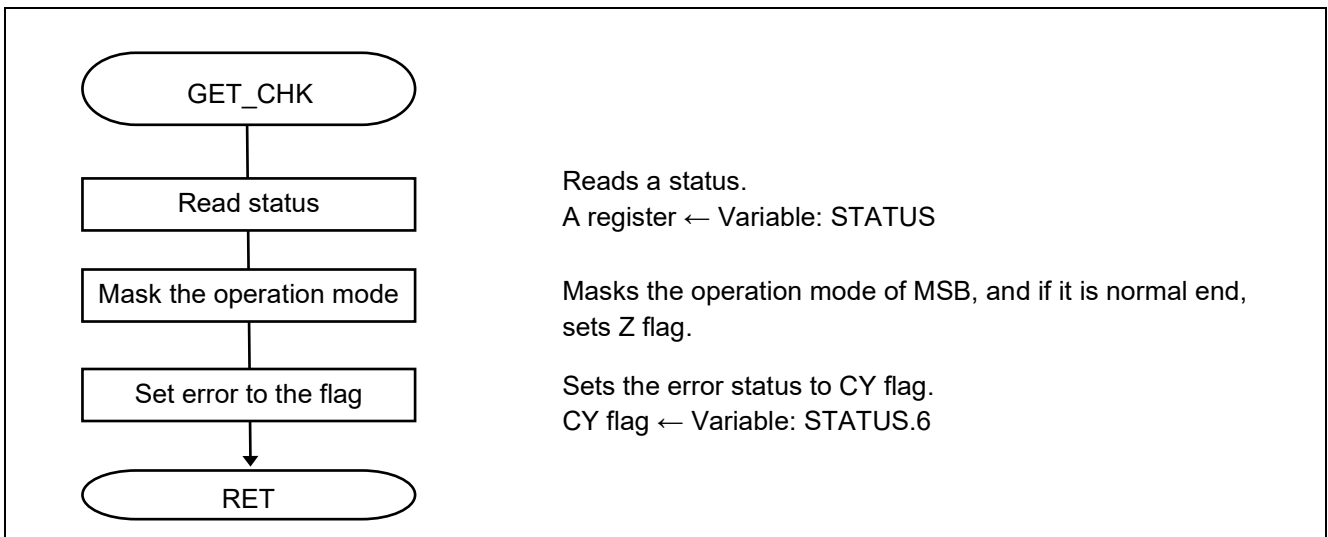 GET_CHK
Read status
Reads a status.
A register ← Variable: STATUS
Mask the operation mode
Masks the operation mode of MSB, and if it is normal end,
sets Z flag.
Set error to the flag
Sets the error status to CY flag.
CY flag ← Variable: STATUS.6
RET